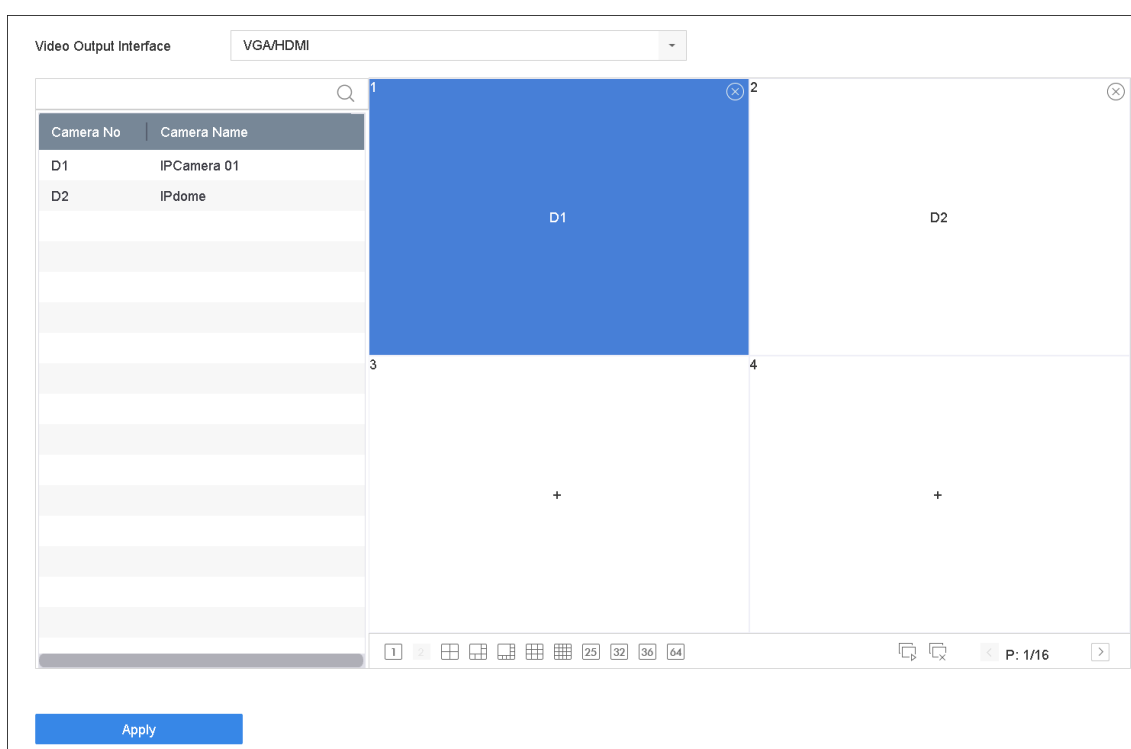 Video Output Interface
VGA/HDMI
Camera No
Camera Name
D1
IPCamera 01
D2
IPdome
1
2
D1
D2
3
4
+
+
1
2
25
32
36
64
P: 1/16
Apply